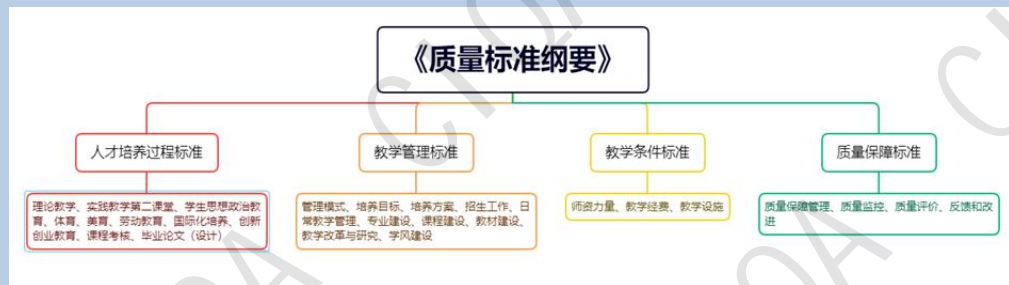 《质量标准纲要》
人才培养过程标准
教学管理标准
教学条件标准
质量保障标准
理论教学、实践教学第二课堂、学生思想政治教
育、体育、美育、劳动教育、国际化培养、创新
创业教育、课程考核、毕业论文（设计）
管理模式、培养目标、培养方案、招生工作、日
常教学管理、专业建设、课程建设、教材建设、
教学改革与研究、学风建设
师资力量、教学经费、教学设施
质量保障管理、质量监控、质量评价、反馈和改
进